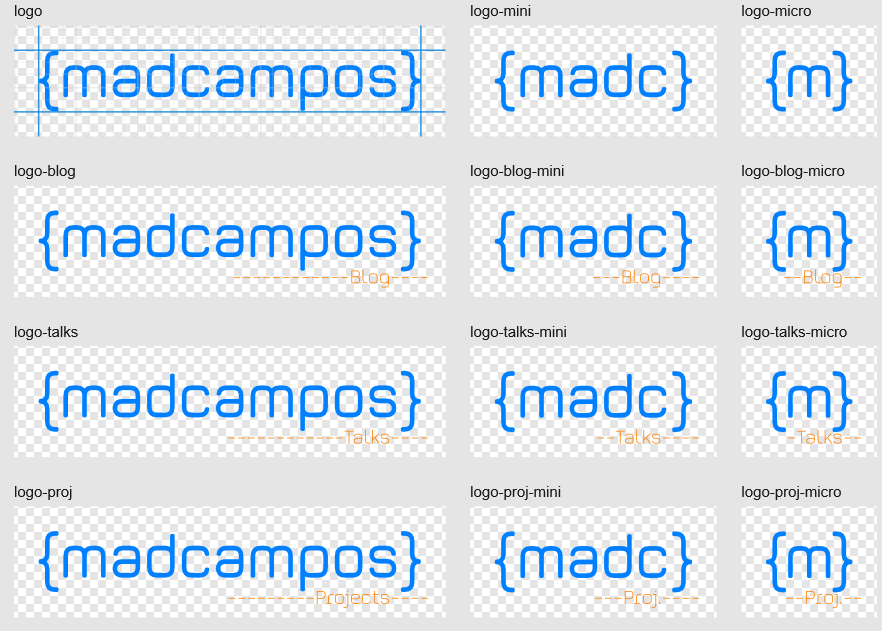 logo
logo-mini
logo-micro
{madcampos}
{madc}
{m}
logo-blog
logo-blog-mini
logo-blog-micro
{madcampos}
{madc}
{m}
Blog
Blog
Blog
logo-talks
logo-talks-mini
logo-talks-micro
{madcampos}
{madc}
{m}
Talks
Talks
Talks
logo-proj
logo-proj-mini
logo-proj-micro
{madcampos}
{madc}
{m}
Projects
Proj.
Proj.